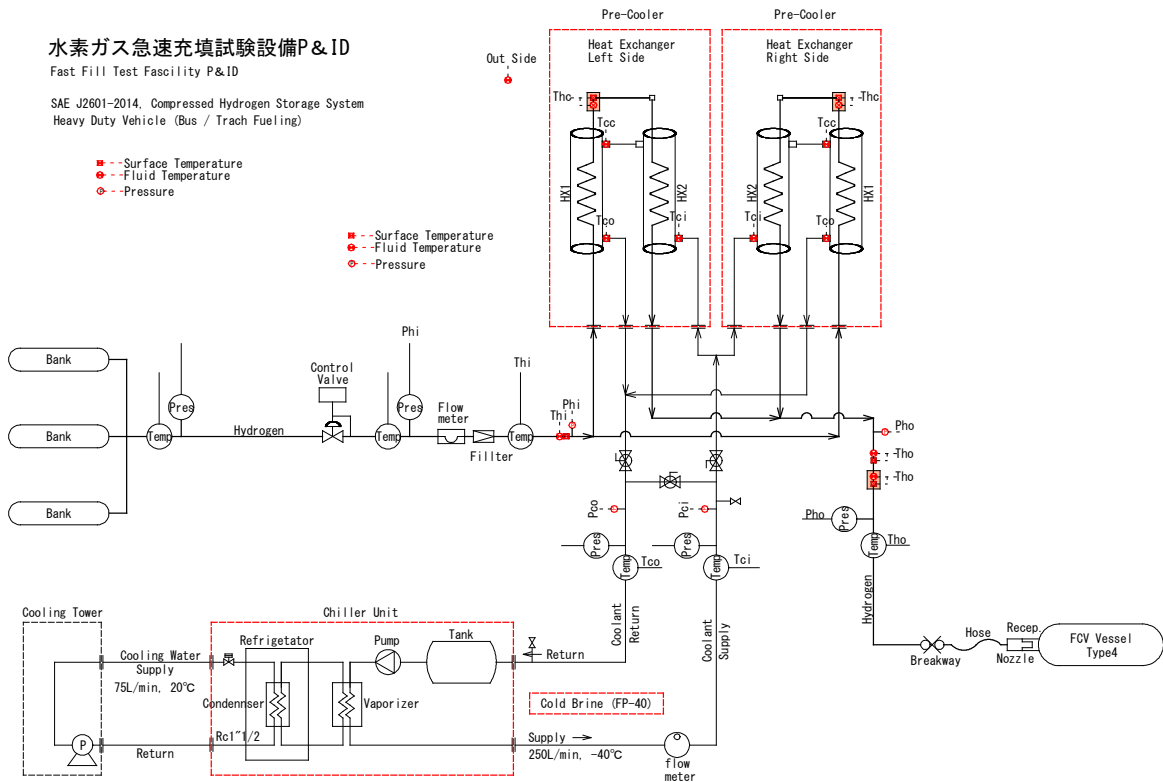 水素ガス急速充填試験設備P&ID
Fast Fill Test Fascility P&ID
SAE J2601-2014, Compressed Hydrogen Storage System
Heavy Duty Vehicle (Bus / Trach Fueling)
Surface Temperature
Fluid Temperature
P
Pressure
Surface Temperature
Fluid Temperature
P
Pressure
Out Side
Pre-Cooler
Heat Exchanger
Left Side
Thc
Tcc
HX1
HX2
Tco
Tci
Pre-Cooler
Heat Exchanger
Right Side
Thc
Tcc
HX2
HX1
Tci
Tco
Bank
Bank
Bank
Temp
Pres
Hydrogen
Control
Valve
Phi
Pres
Temp
Flow
meter
Fillter
Thi
Temp
Thi
Phi
Pho
Tho
Tho
Pho
Pres
Temp
Tho
Hydrogen
Pco
Pres
Temp
Tco
Pci
Pres
Temp
Tci
Coolant
Return
Coolant
Supply
Cooling Tower
P
Cooling Water
Supply
75L/min, 20℃
Return
Chiller Unit
Refrigetator
Condennser
Rc1"1/2
Vaporizer
Pump
Tank
Return
Cold Brine (FP-40)
Supply
250L/min, -40℃
flow
meter
Breakway
Hose
Recep.
Nozzle
FCV Vessel
Type4